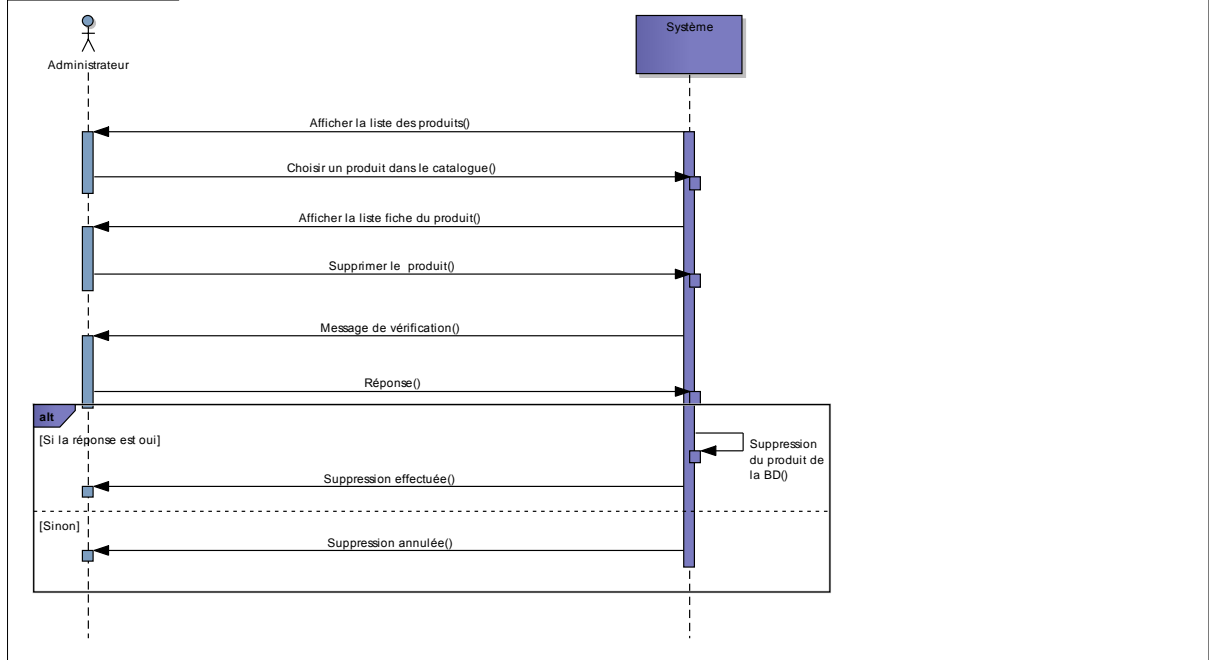 Système
Administrateur
Afficher la liste des produits()
Choisir un produit dans le catalogue()
Afficher la liste fiche du produit()
Supprimer le  produit()
Message de vérification()
Réponse()
alt
[Si la réponse est oui]
Suppression
du produit de
la BD()
Suppression effectuée()
[Sinon]
Suppression annulée()